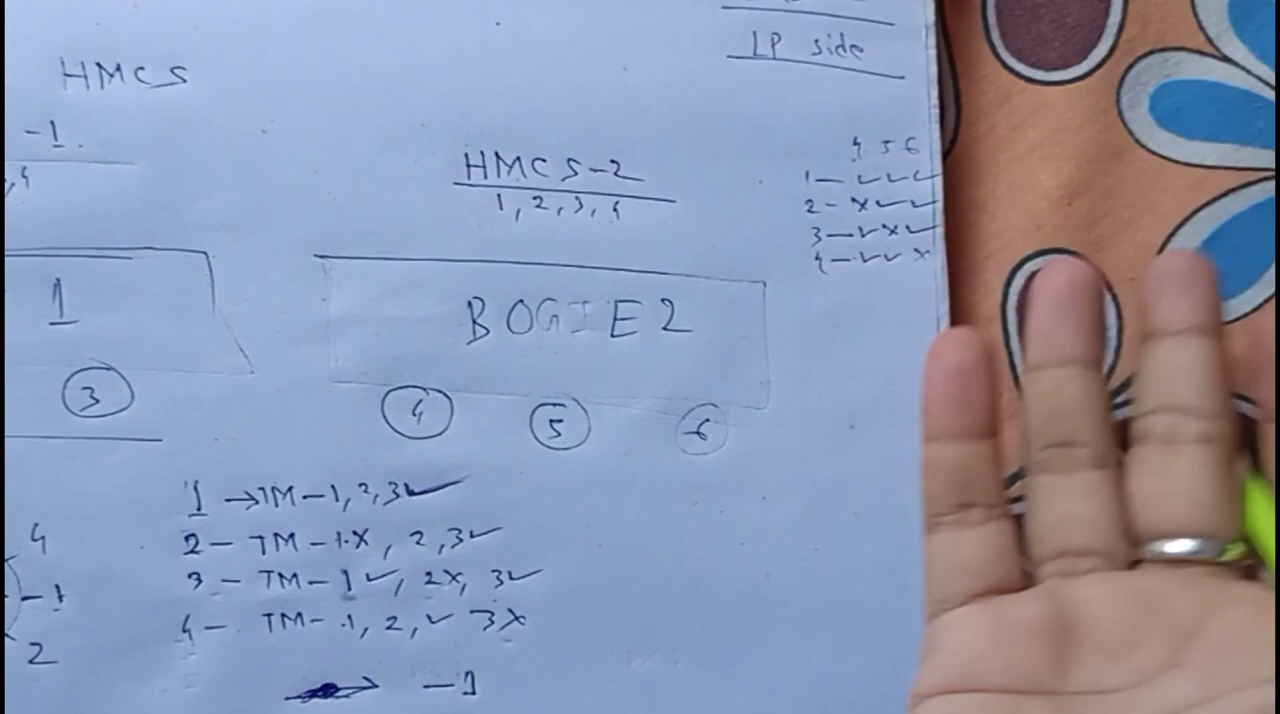 LP side
HMCS
-1.
,4
HMCS-2
1, 2, 3, 4
4 5 6
1 - ✓ ✓ ✓
2 - × ✓ ✓
3 - ✓ × ✓
4 - ✓ ✓ ×
1
BOGIE 2
3
4
5
6
1 → TM - 1, 2, 3 ✓
2 - TM - 1 ×, 2, 3 ✓
3 - TM - 1 ✓, 2 ×, 3 ✓
4 - TM - 1, 2, ✓ 3 ×
4
-1
2
→ -1